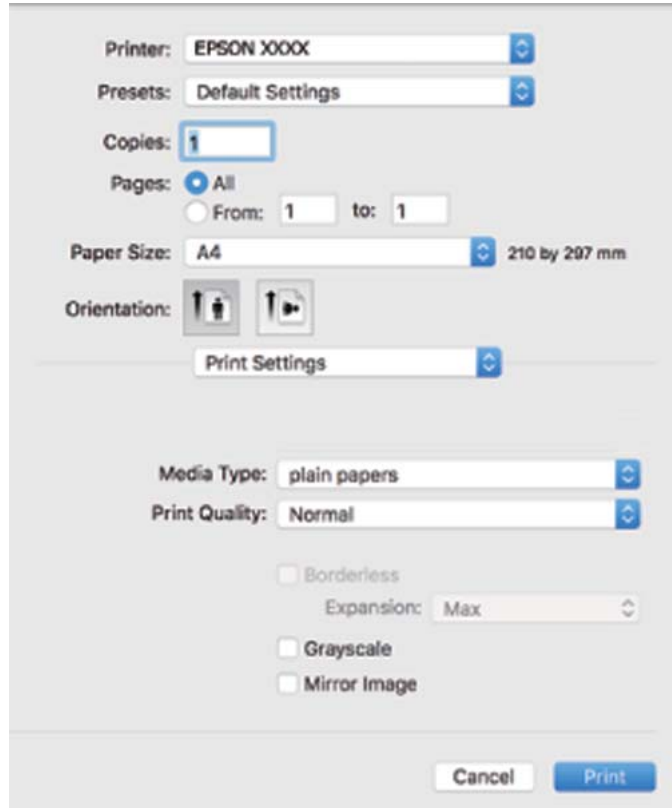 Printer: EPSON XXXX
Presets: Default Settings
Copies: 1
Pages: All
From: 1 to: 1
Paper Size: A4 210 by 297 mm
Orientation:
Print Settings
Media Type: plain papers
Print Quality: Normal
Borderless
Expansion: Max
Grayscale
Mirror Image
Cancel Print